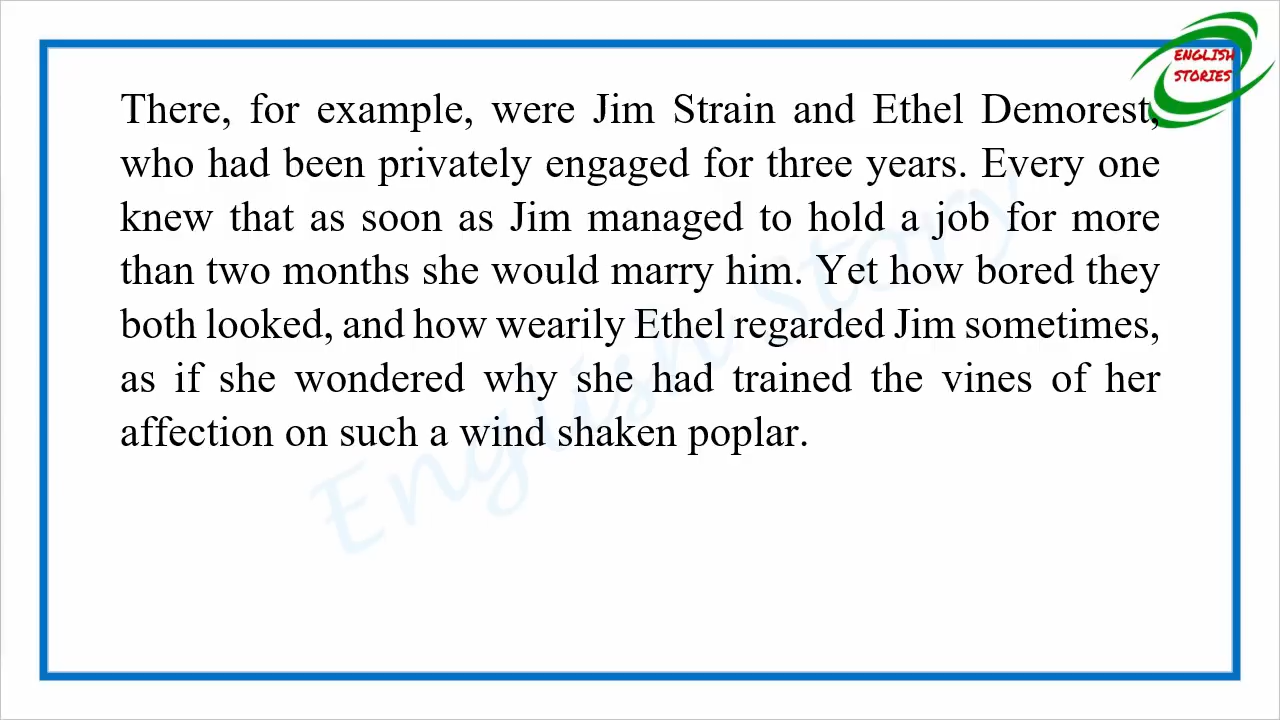 ENGLISH
STORIES
There, for example, were Jim Strain and Ethel Demorest,
who had been privately engaged for three years. Every one
knew that as soon as Jim managed to hold a job for more
than two months she would marry him. Yet how bored they
both looked, and how wearily Ethel regarded Jim sometimes,
as if she wondered why she had trained the vines of her
affection on such a wind shaken poplar.
English Story